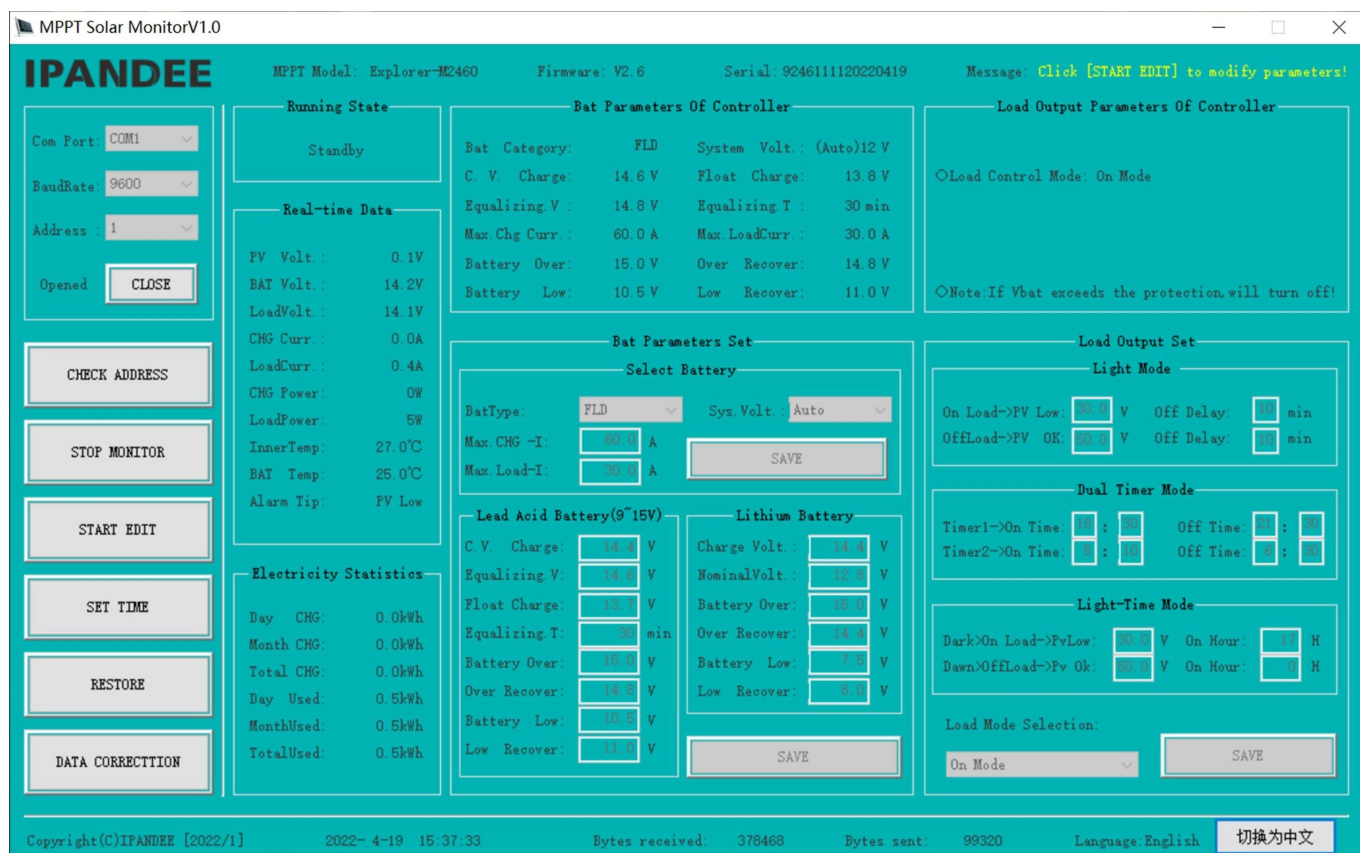 MPPT Solar MonitorV1.0
IPANDEE
MPPT Model: Explorer-M2460 Firmware: V2.6 Serial: 9246111120220419 Message: Click [START EDIT] to modify parameters!
Com Port: COM1
BaudRate: 9600
Address : 1
Opened CLOSE
CHECK ADDRESS
STOP MONITOR
START EDIT
SET TIME
RESTORE
DATA CORRECTTION
Running State
Standby
Real-time Data
PV Volt.: 0.1V
BAT Volt.: 14.2V
LoadVolt.: 14.1V
CHG Curr.: 0.0A
LoadCurr.: 0.4A
CHG Power: 0W
LoadPower: 5W
InnerTemp: 27.0℃
BAT Temp: 25.0℃
Alarm Tip: PV Low
Electricity Statistics
Day CHG: 0.0kWh
Month CHG: 0.0kWh
Total CHG: 0.0kWh
Day Used: 0.5kWh
MonthUsed: 0.5kWh
TotalUsed: 0.5kWh
Bat Parameters Of Controller
Bat Category: FLD System Volt.: (Auto)12 V
C. V. Charge: 14.6 V Float Charge: 13.8 V
Equalizing.V : 14.8 V Equalizing.T : 30 min
Max.Chg Curr.: 60.0 A Max.LoadCurr.: 30.0 A
Battery Over: 15.0 V Over Recover: 14.8 V
Battery Low: 10.5 V Low Recover: 11.0 V
Bat Parameters Set
Select Battery
BatType: FLD Sys.Volt.: Auto
Max.CHG -I: 60.0 A
Max.Load-I: 30.0 A
SAVE
Lead Acid Battery(9~15V)
C.V. Charge: 14.4 V
Equalizing.V: 14.6 V
Float Charge: 13.7 V
Equalizing.T: 30 min
Battery Over: 15.0 V
Over Recover: 14.8 V
Battery Low: 10.5 V
Low Recover: 11.0 V
Lithium Battery
Charge Volt.: 14.4 V
NominalVolt.: 12.8 V
Battery Over: 15.0 V
Over Recover: 14.4 V
Battery Low: 7.5 V
Low Recover: 8.0 V
SAVE
Load Output Parameters Of Controller
Load Control Mode: On Mode
Note:If Vbat exceeds the protection,will turn off!
Load Output Set
Light Mode
On Load->PV Low: 30.0 V Off Delay: 10 min
OffLoad->PV OK: 50.0 V Off Delay: 10 min
Dual Timer Mode
Timer1->On Time: 18 : 30 Off Time: 21 : 30
Timer2->On Time: 5 : 10 Off Time: 6 : 30
Light-Time Mode
Dark>On Load->PvLow: 30.0 V On Hour: 17 H
Dawn>OffLoad->Pv Ok: 50.0 V On Hour: 0 H
Load Mode Selection:
On Mode SAVE
Copyright(C)IPANDEE [2022/1] 2022- 4-19 15:37:33 Bytes received: 378468 Bytes sent: 99320 Language:English 切换为中文